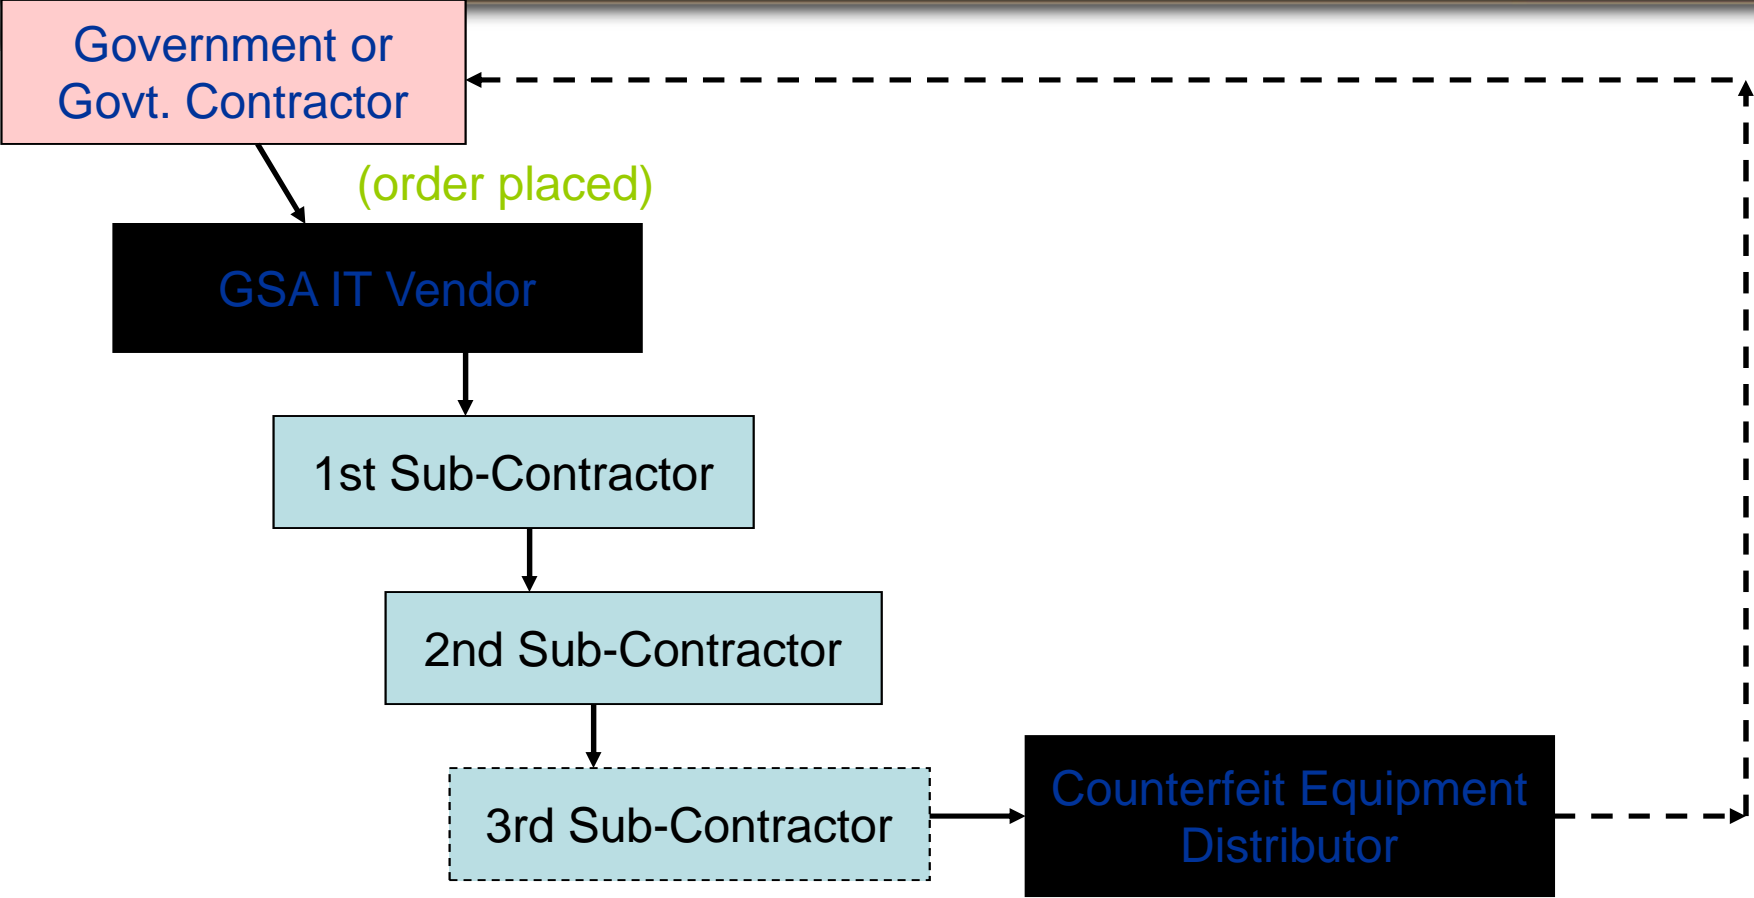 Government or
Govt. Contractor
(order placed)
GSA IT Vendor
1st Sub-Contractor
2nd Sub-Contractor
3rd Sub-Contractor
Counterfeit Equipment
Distributor